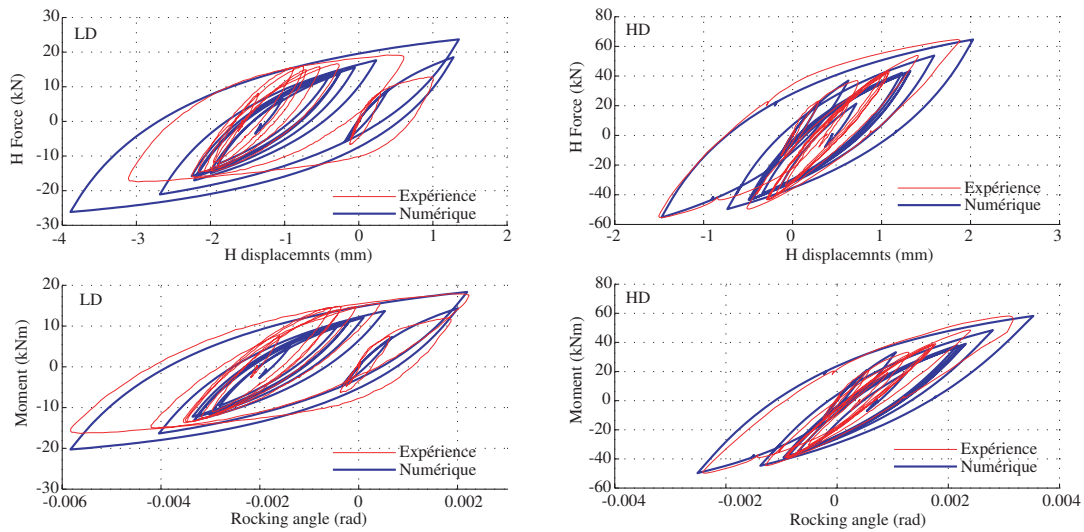 LD
H Force (kN)
30
20
10
0
-10
-20
-30
-4
-3
-2
-1
0
1
2
H displacemnts (mm)
Expérience
Numérique
HD
H Force (kN)
80
60
40
20
0
-20
-40
-60
-2
-1
0
1
2
3
H displacemnts (mm)
Expérience
Numérique
LD
Moment (kNm)
20
10
0
-10
-20
-30
-0.006
-0.004
-0.002
0
0.002
Rocking angle (rad)
Expérience
Numérique
HD
Moment (kNm)
80
60
40
20
0
-20
-40
-60
-0.004
-0.002
0
0.002
0.004
Rocking angle (rad)
Expérience
Numérique